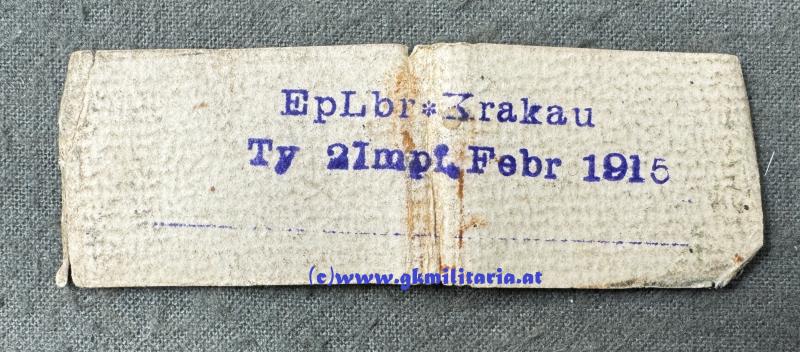 EpLbr*Krakau
Ty 2Impf.Febr 1915
(c)www.gkmilitaria.at